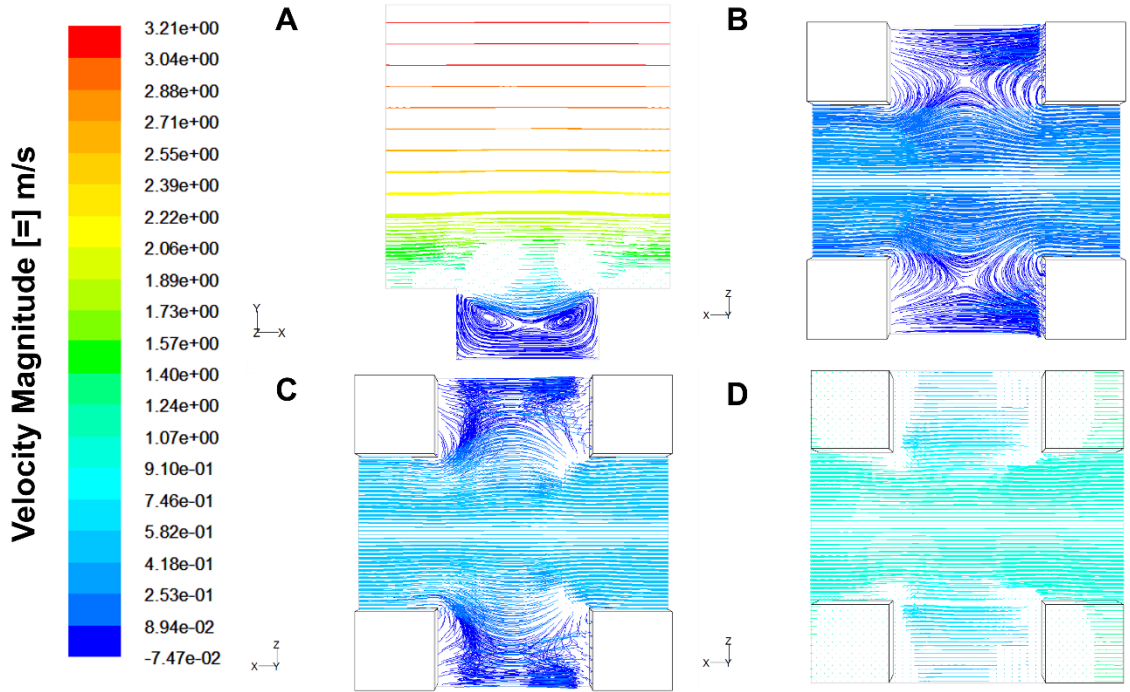 Velocity Magnitude [=] m/s
3.21e+00
3.04e+00
2.88e+00
2.71e+00
2.55e+00
2.39e+00
2.22e+00
2.06e+00
1.89e+00
1.73e+00
1.57e+00
1.40e+00
1.24e+00
1.07e+00
9.10e-01
7.46e-01
5.82e-01
4.18e-01
2.53e-01
8.94e-02
-7.47e-02
A
Y
Z X
B
Z
X Y
C
Z
X Y
D
Z
X Y